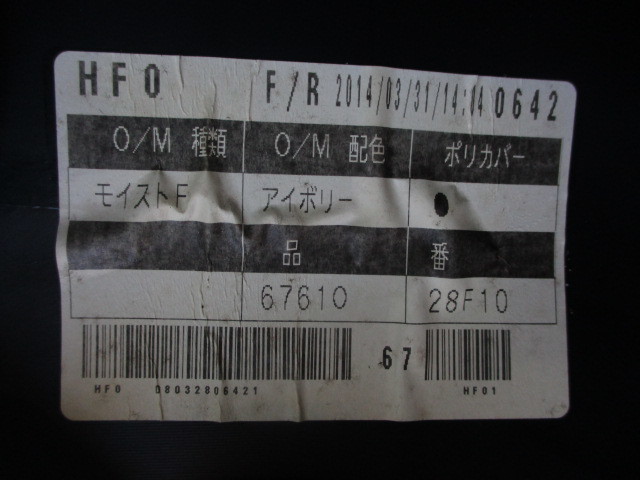 HFO F/R 2014/03/31/14:04 0642
O/M 種類 O/M 配色 ポリカバー
モイストF アイボリー ●
品 番
67610 28F10
67
HF0 08032806421 HF01